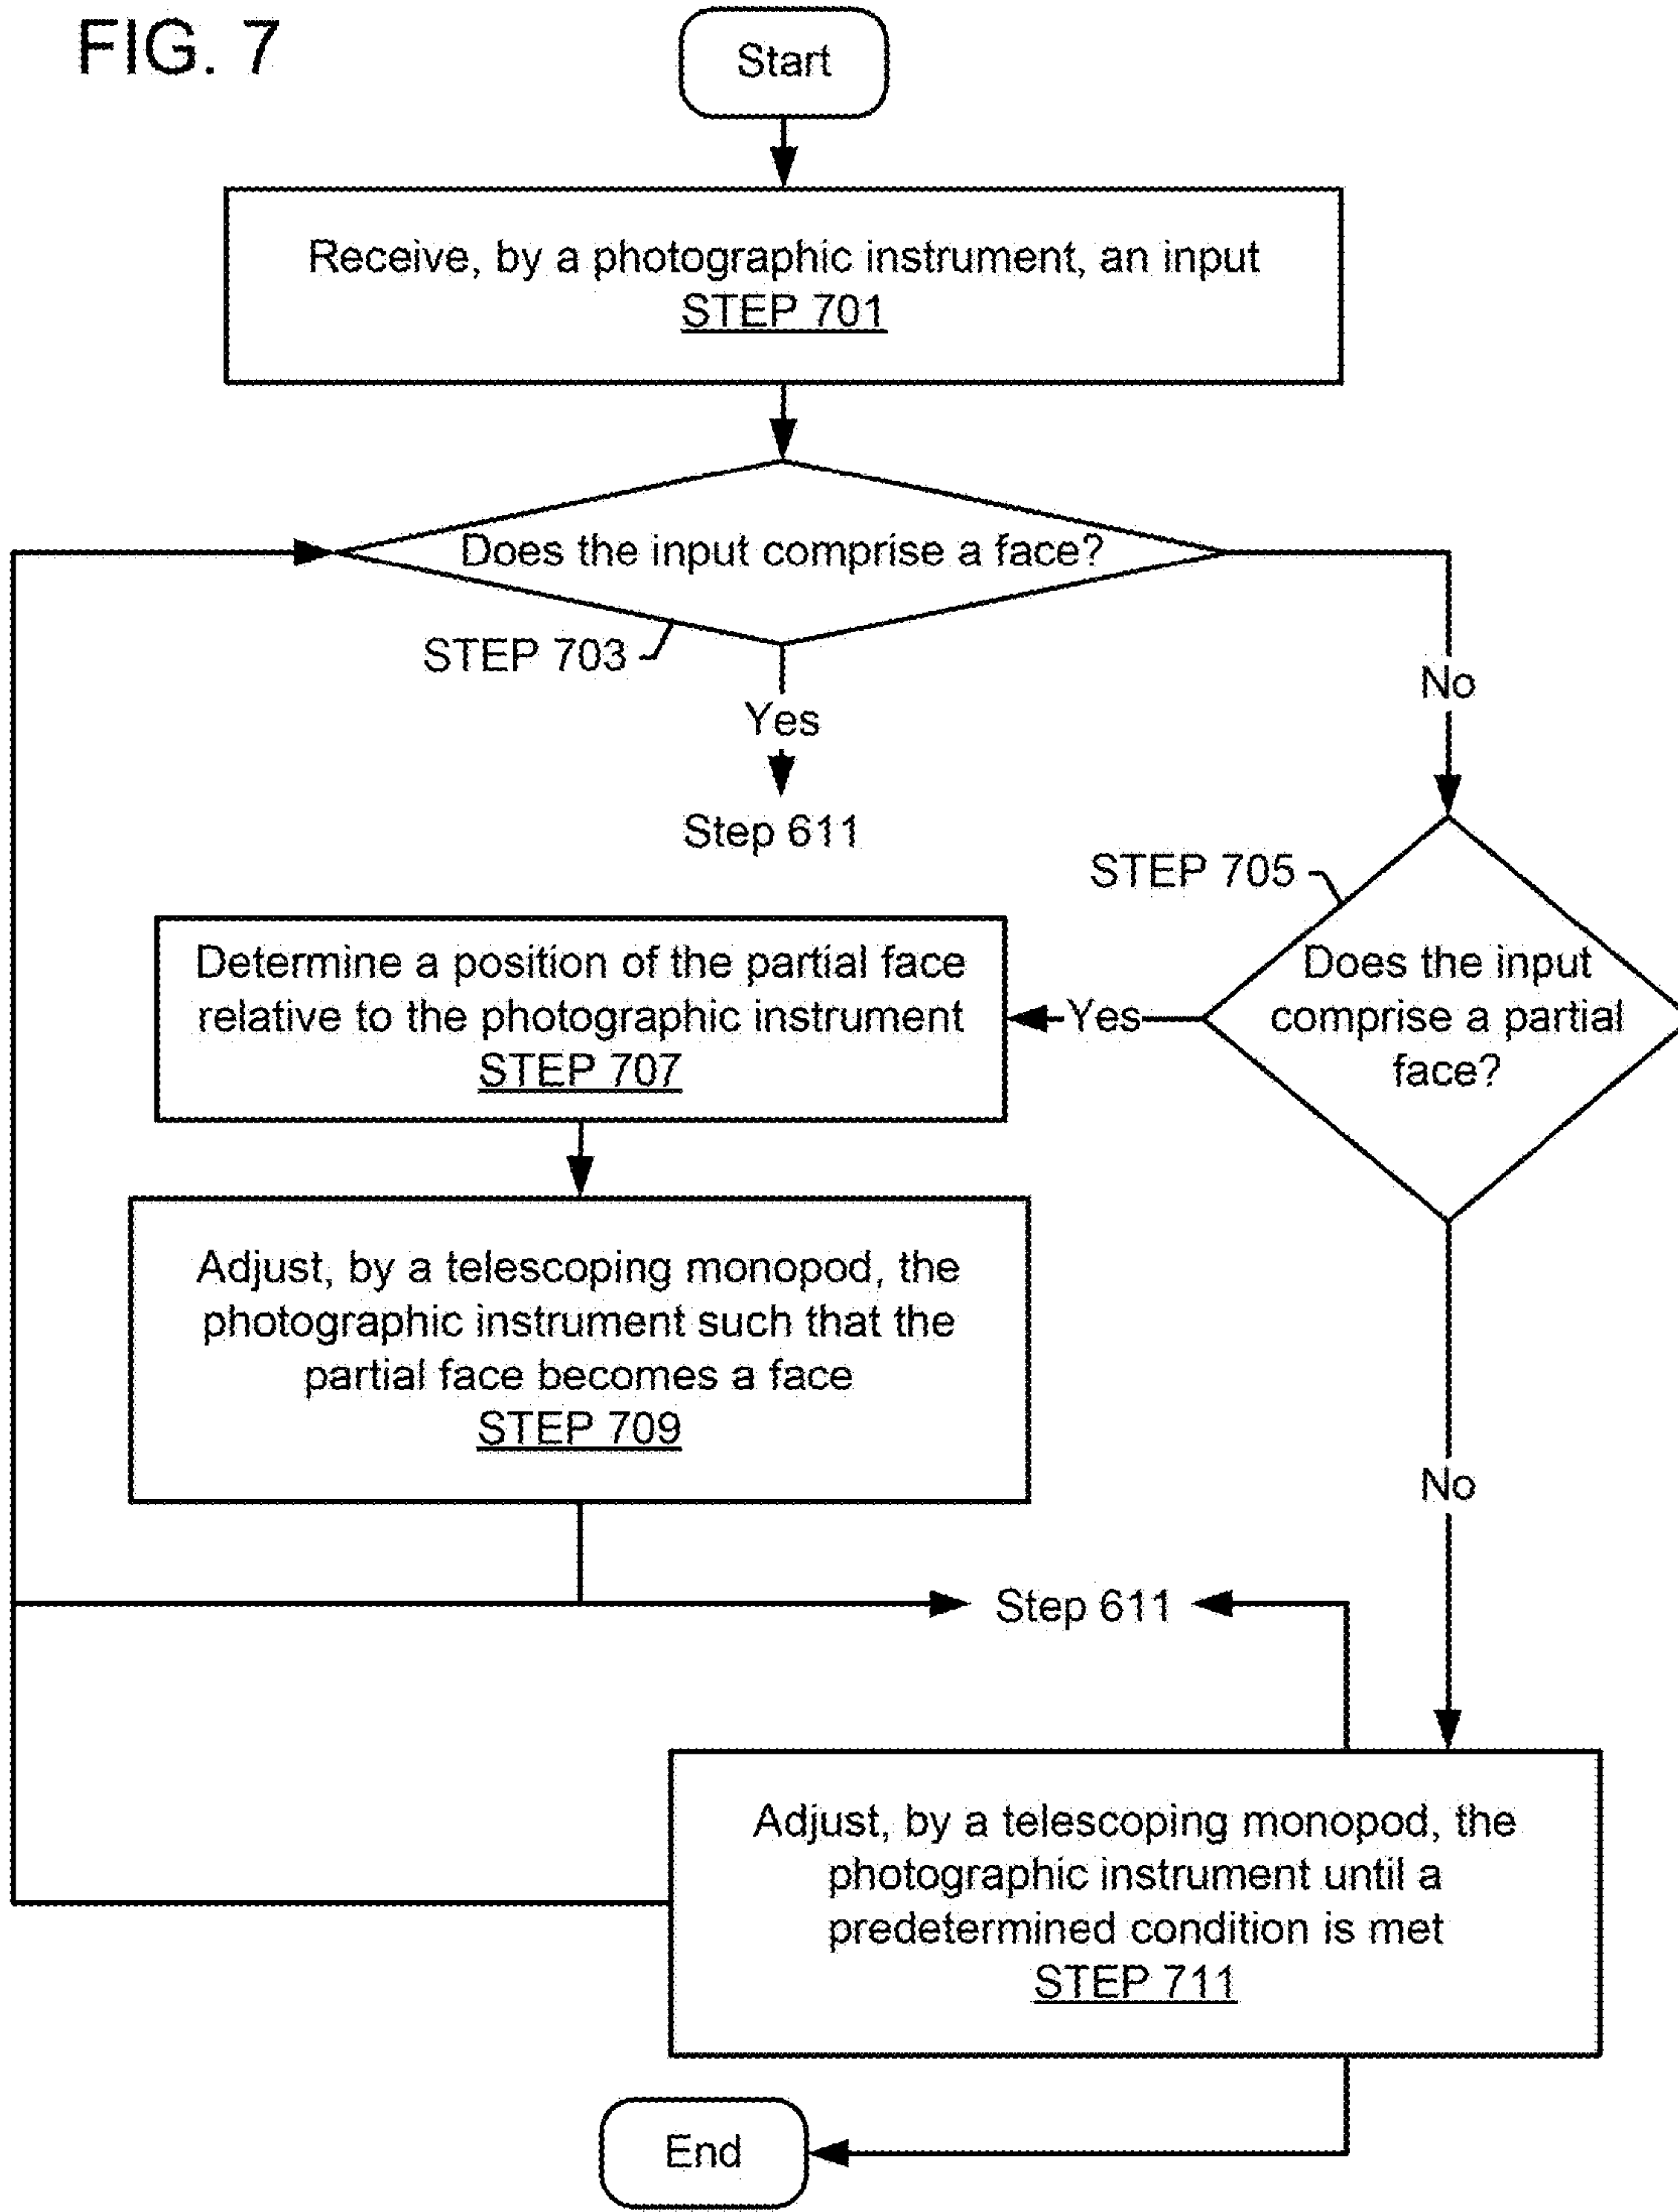 FIG. 7
Start
Receive, by a photographic instrument, an input
STEP 701
Does the input comprise a face?
STEP 703
Yes
No
Step 611
STEP 705
Does the input
comprise a partial
face?
Yes
Determine a position of the partial face
relative to the photographic instrument
STEP 707
Adjust, by a telescoping monopod, the
photographic instrument such that the
partial face becomes a face
STEP 709
No
Step 611
Adjust, by a telescoping monopod, the
photographic instrument until a
predetermined condition is met
STEP 711
End